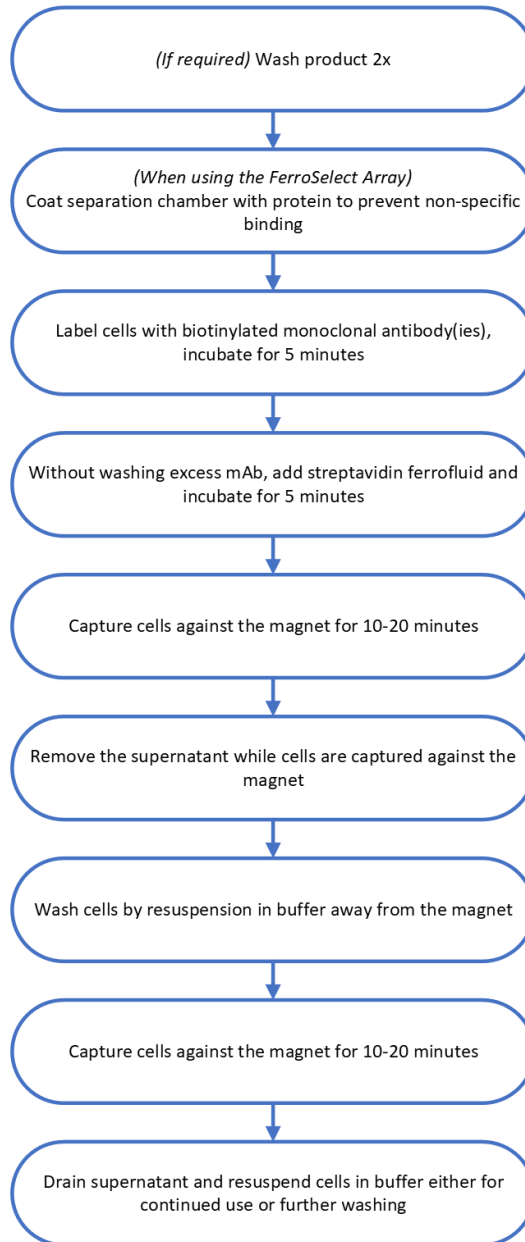 (If required) Wash product 2x
(When using the FerroSelect Array)
Coat separation chamber with protein to prevent non-specific
binding
Label cells with biotinylated monoclonal antibody(ies),
incubate for 5 minutes
Without washing excess mAb, add streptavidin ferrofluid and
incubate for 5 minutes
Capture cells against the magnet for 10-20 minutes
Remove the supernatant while cells are captured against the
magnet
Wash cells by resuspension in buffer away from the magnet
Capture cells against the magnet for 10-20 minutes
Drain supernatant and resuspend cells in buffer either for
continued use or further washing